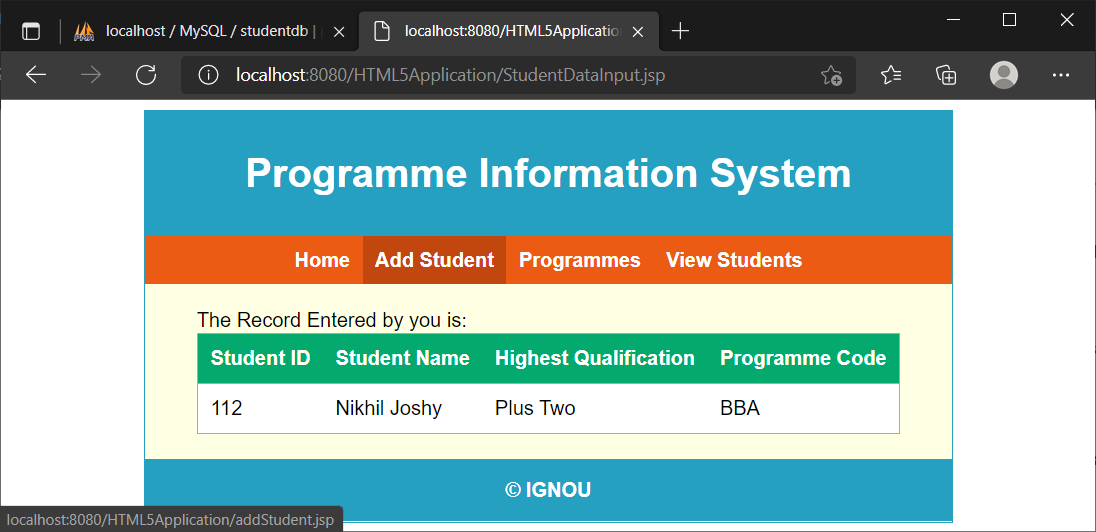 localhost / MySQL / studentdb |
localhost:8080/HTML5Applicatio
localhost:8080/HTML5Application/StudentDataInput.jsp
Programme Information System
Home Add Student Programmes View Students
The Record Entered by you is:
Student ID Student Name Highest Qualification Programme Code
112 Nikhil Joshy Plus Two BBA
© IGNOU
localhost:8080/HTML5Application/addStudent.jsp